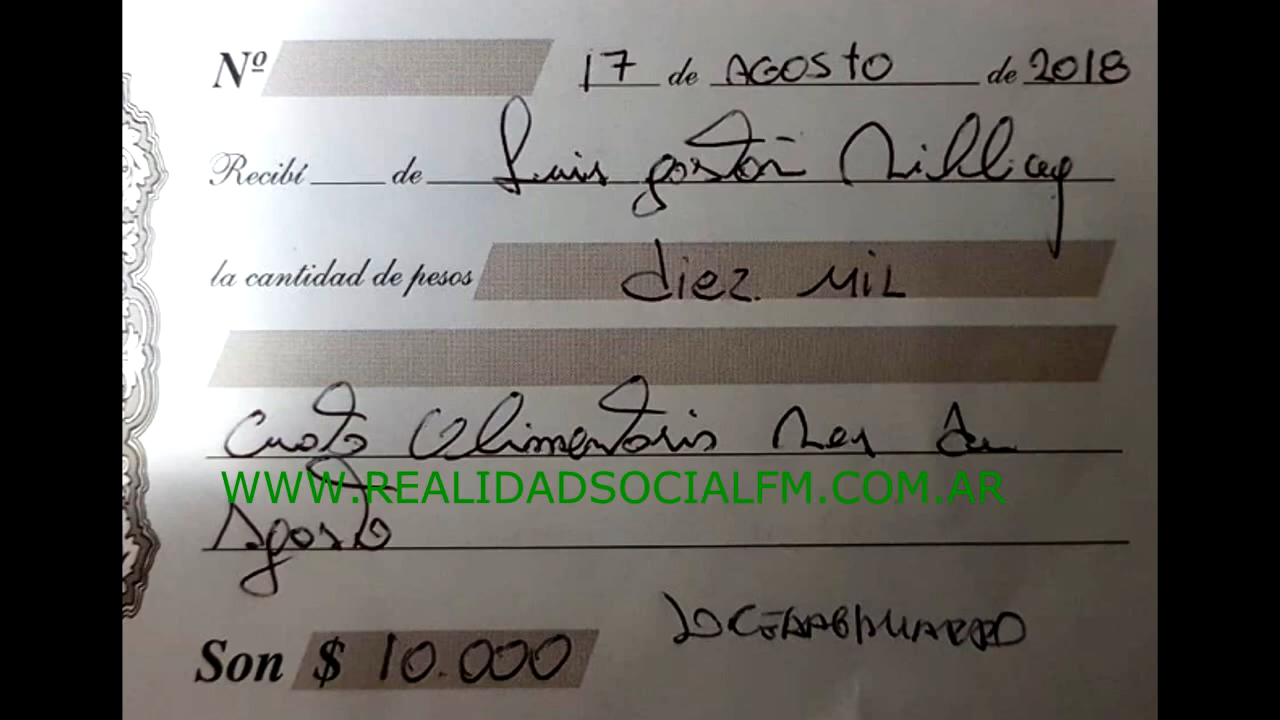 Nº 17 de AGOSTO de 2018
Recibí de Luis gastón Millicay
la cantidad de pesos diez MIL
Cuota Alimentaria Mes de
WWW.REALIDADSOCIALFM.COM.AR
Agosto
Son $ 10.000